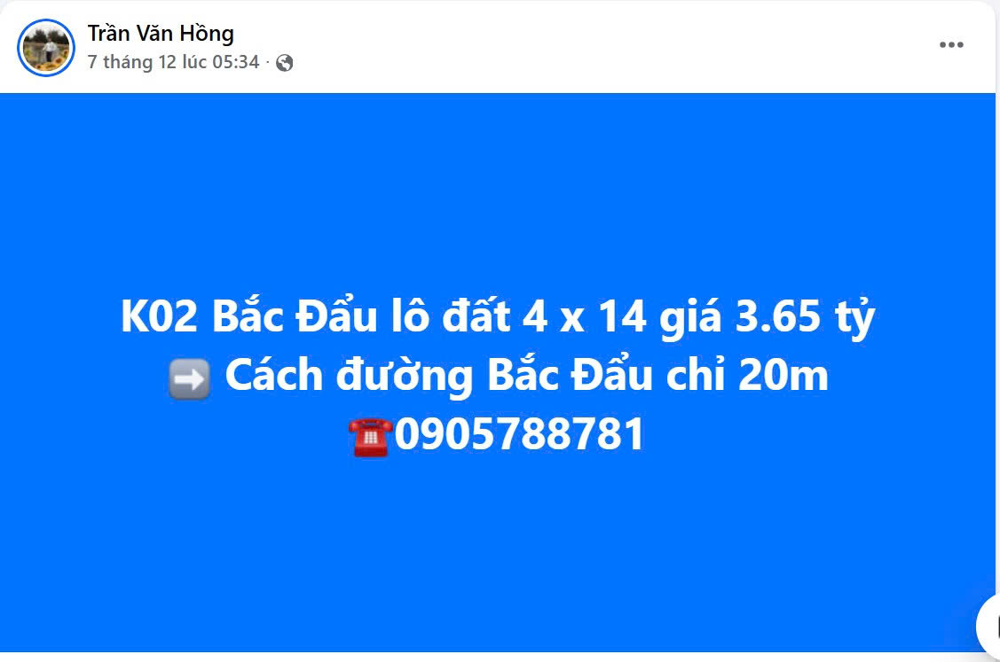 Trần Văn Hồng
7 tháng 12 lúc 05:34 ·
K02 Bắc Đẩu lô đất 4 x 14 giá 3.65 tỷ
➡️ Cách đường Bắc Đẩu chỉ 20m
☎️0905788781